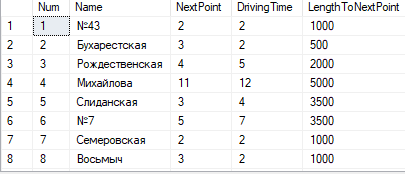 Num Name NextPoint DrivingTime LengthToNextPoint
1 1 №43 2 2 1000
2 2 Бухарестская 3 2 500
3 3 Рождественская 4 5 2000
4 4 Михайлова 11 12 5000
5 5 Слиданская 3 4 3500
6 6 №7 5 7 3500
7 7 Семеровская 2 2 1000
8 8 Восьмыч 3 2 1000